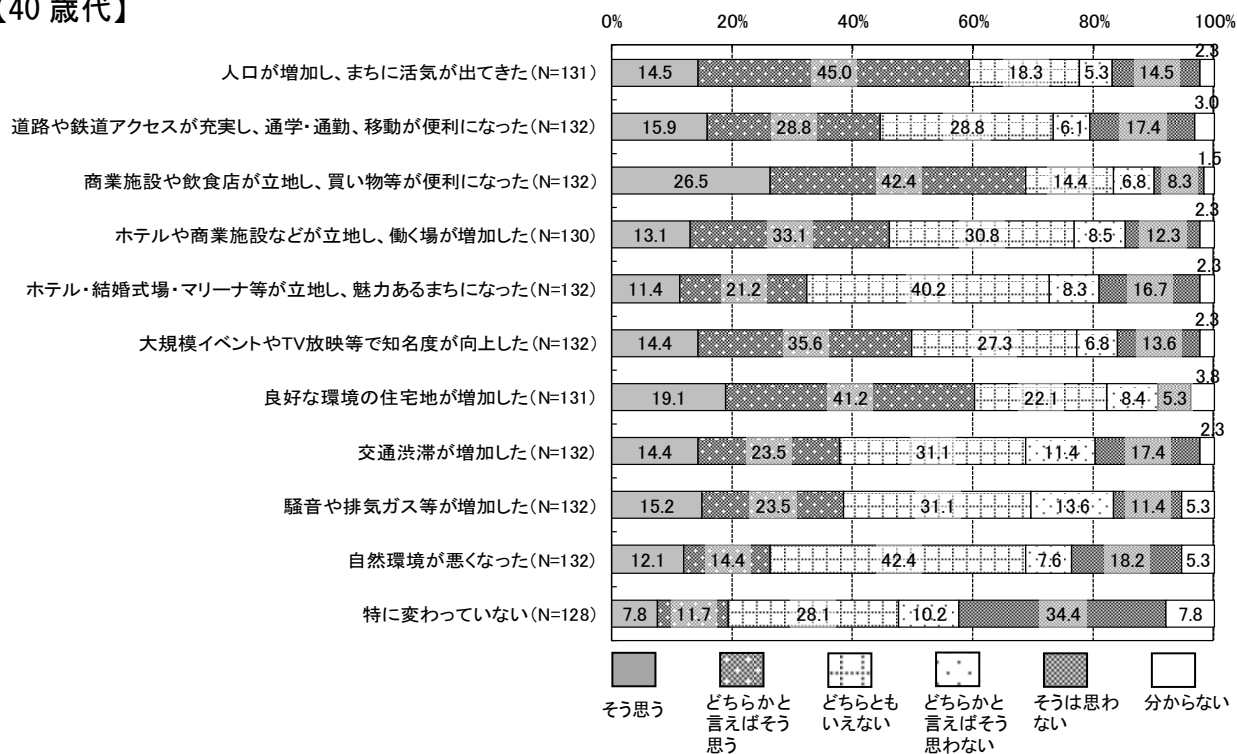 【40 歳代】
0% 20% 40% 60% 80% 100%
人口が増加し、まちに活気が出てきた(N=131) 14.5 45.0 18.3 5.3 14.5 2.3
道路や鉄道アクセスが充実し、通学・通勤、移動が便利になった(N=132) 15.9 28.8 28.8 6.1 17.4 3.0
商業施設や飲食店が立地し、買い物等が便利になった(N=132) 26.5 42.4 14.4 6.8 8.3 1.5
ホテルや商業施設などが立地し、働く場が増加した(N=130) 13.1 33.1 30.8 8.5 12.3 2.3
ホテル・結婚式場・マリーナ等が立地し、魅力あるまちになった(N=132) 11.4 21.2 40.2 8.3 16.7 2.3
大規模イベントやTV放映等で知名度が向上した(N=132) 14.4 35.6 27.3 6.8 13.6 2.3
良好な環境の住宅地が増加した(N=131) 19.1 41.2 22.1 8.4 5.3 3.8
交通渋滞が増加した(N=132) 14.4 23.5 31.1 11.4 17.4 2.3
騒音や排気ガス等が増加した(N=132) 15.2 23.5 31.1 13.6 11.4 5.3
自然環境が悪くなった(N=132) 12.1 14.4 42.4 7.6 18.2 5.3
特に変わっていない(N=128) 7.8 11.7 28.1 10.2 34.4 7.8
そう思う
どちらかと
言えばそう
思う
どちらとも
いえない
どちらかと
言えばそう
思わない
そうは思わ
ない
分からない